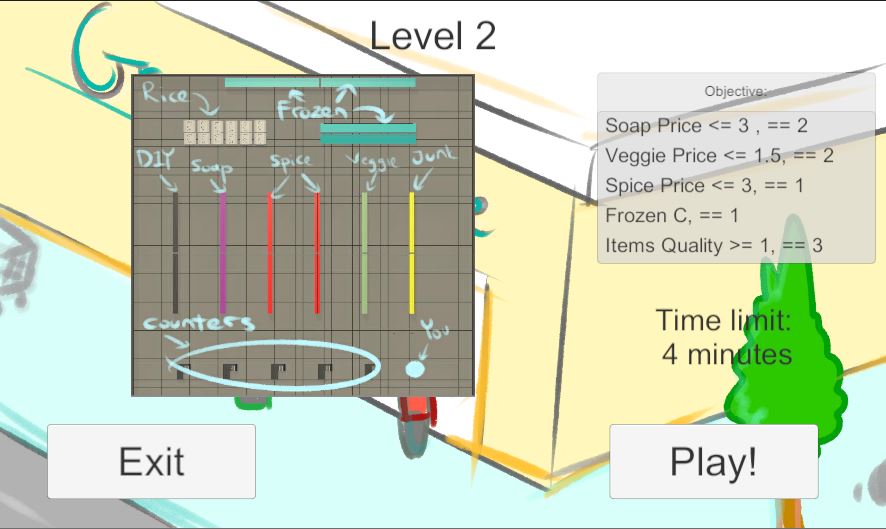 Level 2
Rice
Frozen
DIY
Soap
Spice
Veggie
Junk
Counters
You
Objective:
Soap Price <= 3 , == 2
Veggie Price <= 1.5, == 2
Spice Price <= 3, == 1
Frozen C, == 1
Items Quality >= 1, == 3
Time limit:
4 minutes
Exit
Play!